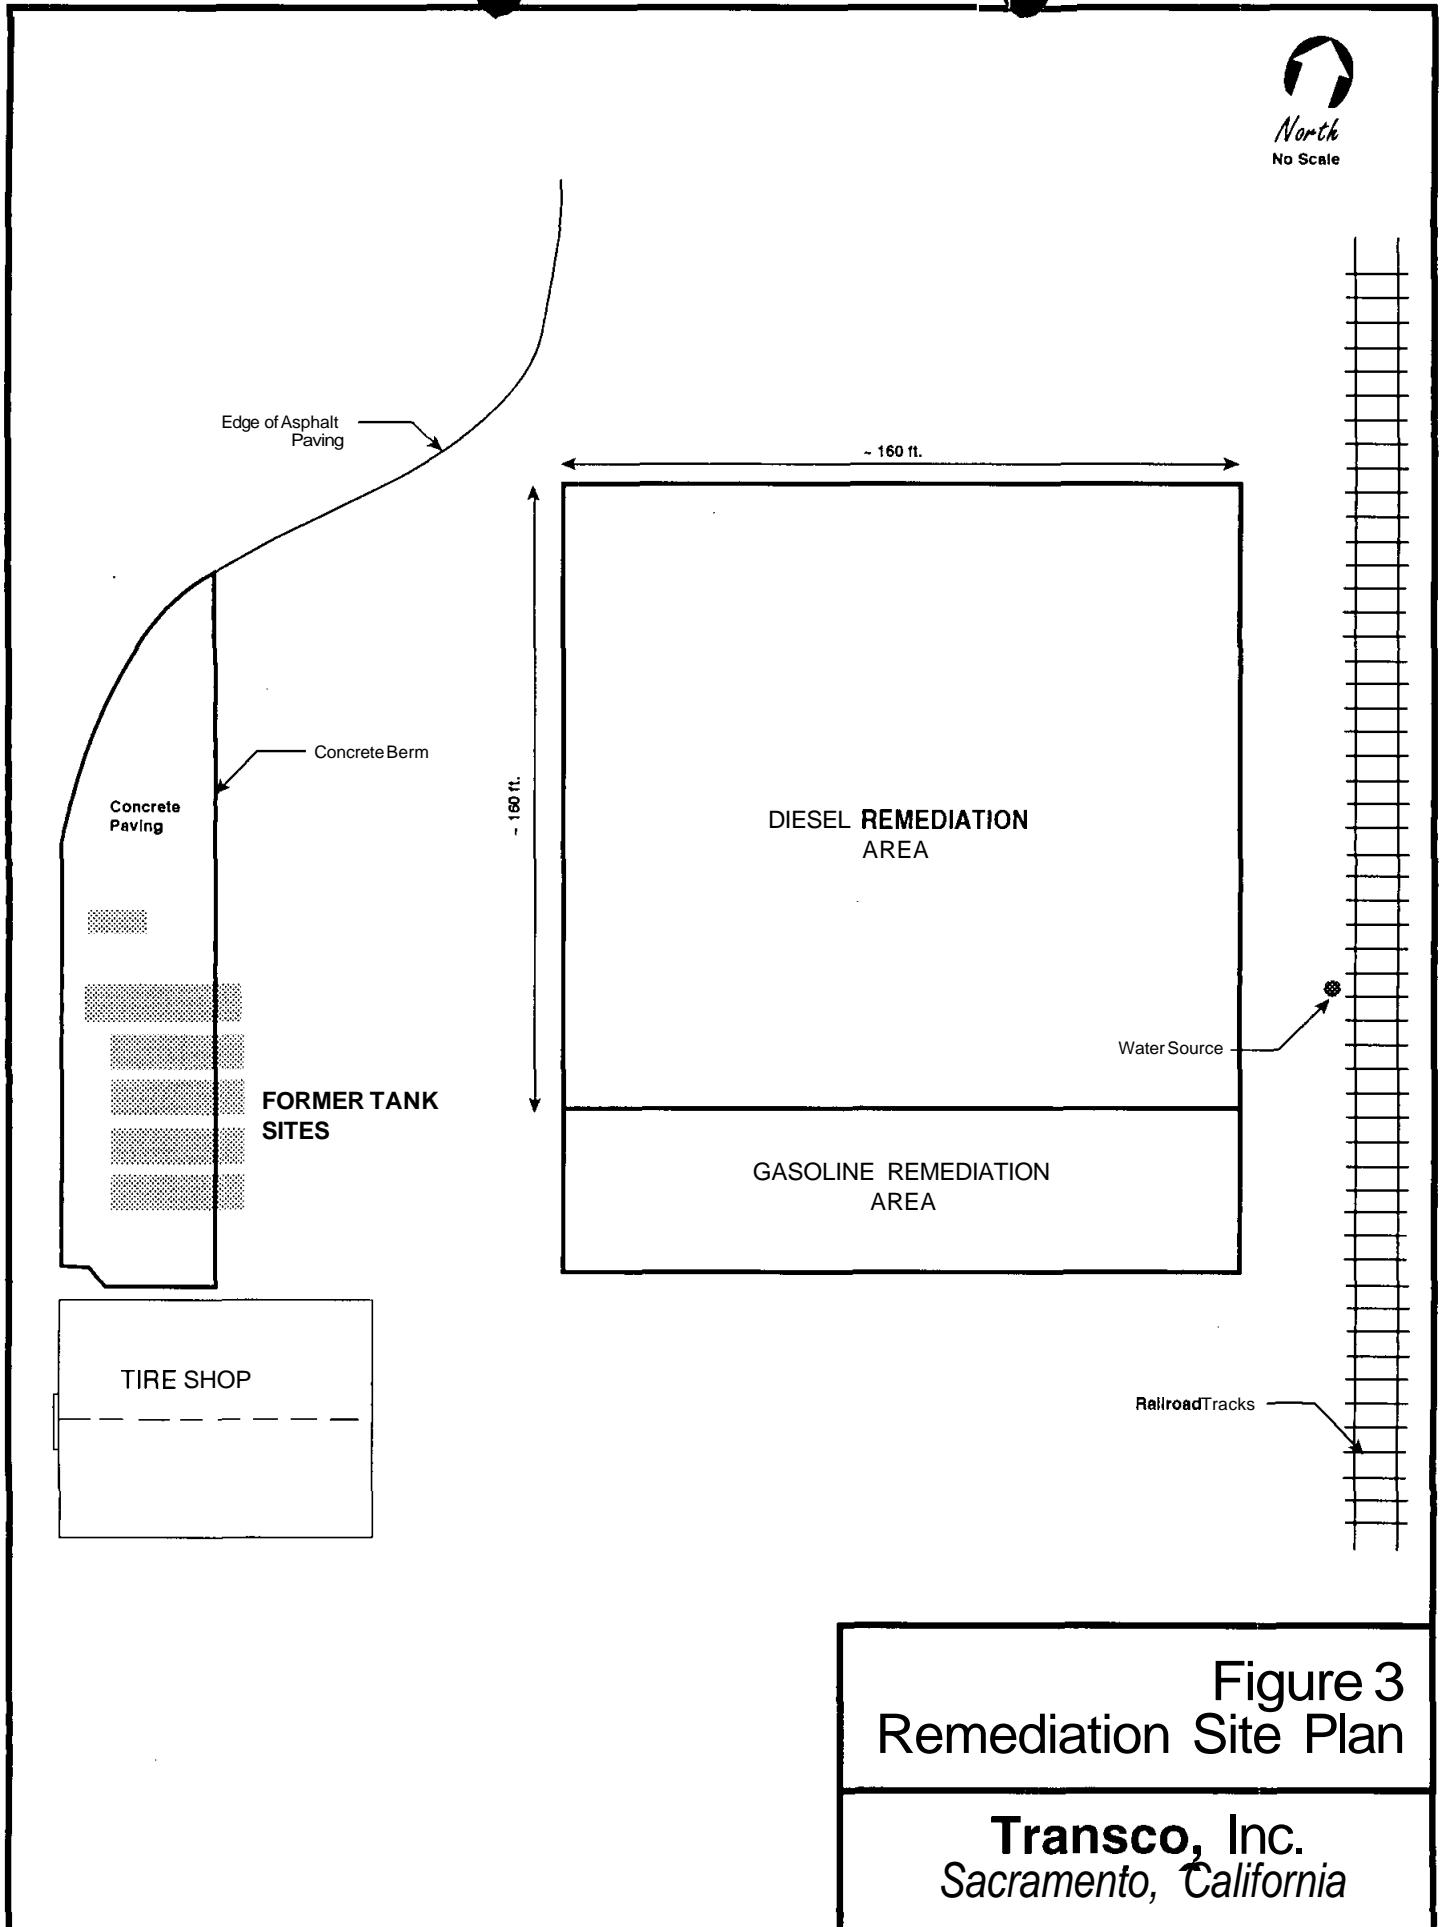 North
No Scale
Edge of Asphalt
Paving
~ 160 ft.
~ 160 ft.
Concrete Berm
Concrete
Paving
DIESEL REMEDIATION
AREA
Water Source
FORMER TANK
SITES
GASOLINE REMEDIATION
AREA
TIRE SHOP
Railroad Tracks
Figure 3
Remediation Site Plan
Transco, Inc.
Sacramento, California